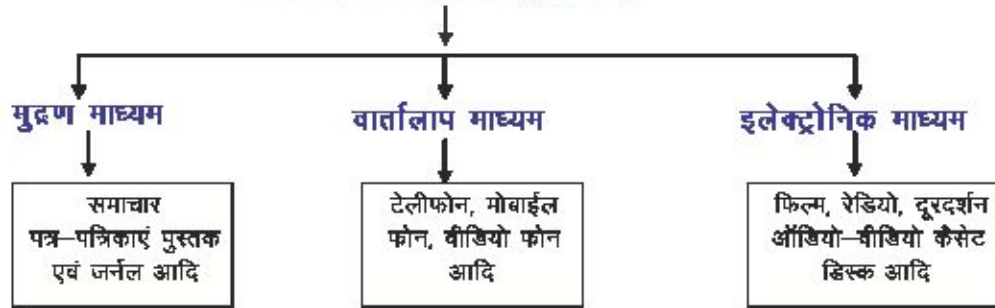 मुद्रण माध्यम
वार्तालाप माध्यम
इलेक्ट्रोनिक माध्यम
समाचार
पत्र–पत्रिकाएं पुस्तक
एवं जर्नल आदि
टेलीफोन, मोबाईल
फोन, वीडियो फोन
आदि
फिल्म, रेडियो, दूरदर्शन
ऑडियो–वीडियो कैसेट
डिस्क आदि